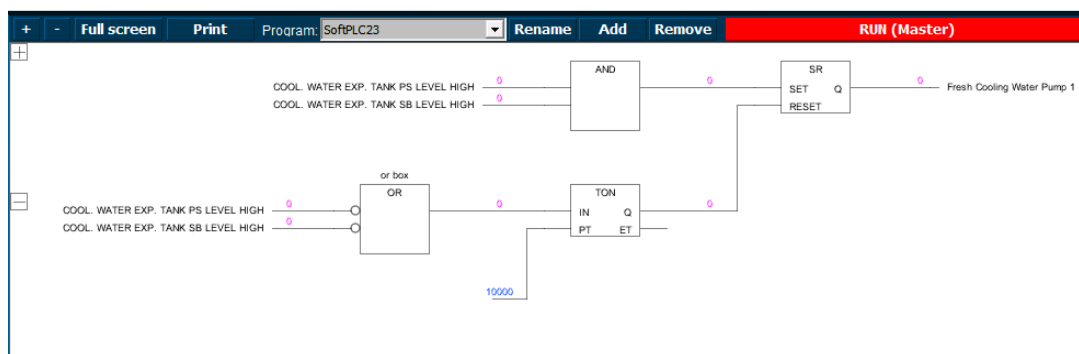 + - Full screen Print Program: SoftPLC23 Rename Add Remove RUN (Master)
+
AND SR
COOL. WATER EXP. TANK PS LEVEL HIGH 0 0 SET Q 0 Fresh Cooling Water Pump 1
COOL. WATER EXP. TANK SB LEVEL HIGH 0 RESET
or box
−
OR TON
COOL. WATER EXP. TANK PS LEVEL HIGH 0 0 IN Q 0
COOL. WATER EXP. TANK SB LEVEL HIGH 0 PT ET
10000